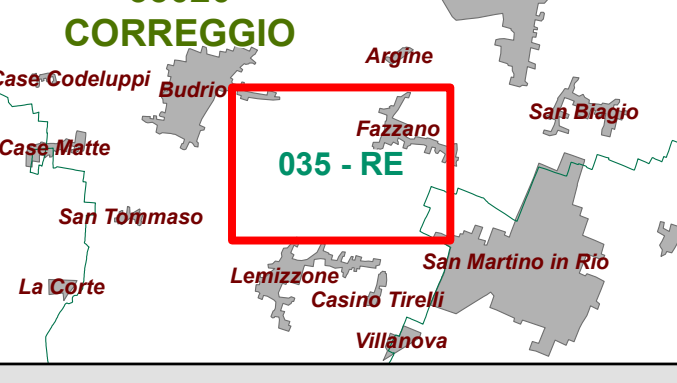 CORREGGIO
Argine
Case Codeluppi
Budrio
San Biagio
Fazzano
Case Matte
035 - RE
San Tommaso
San Martino in Rio
Lemizzone
La Corte
Casino Tirelli
Villanova